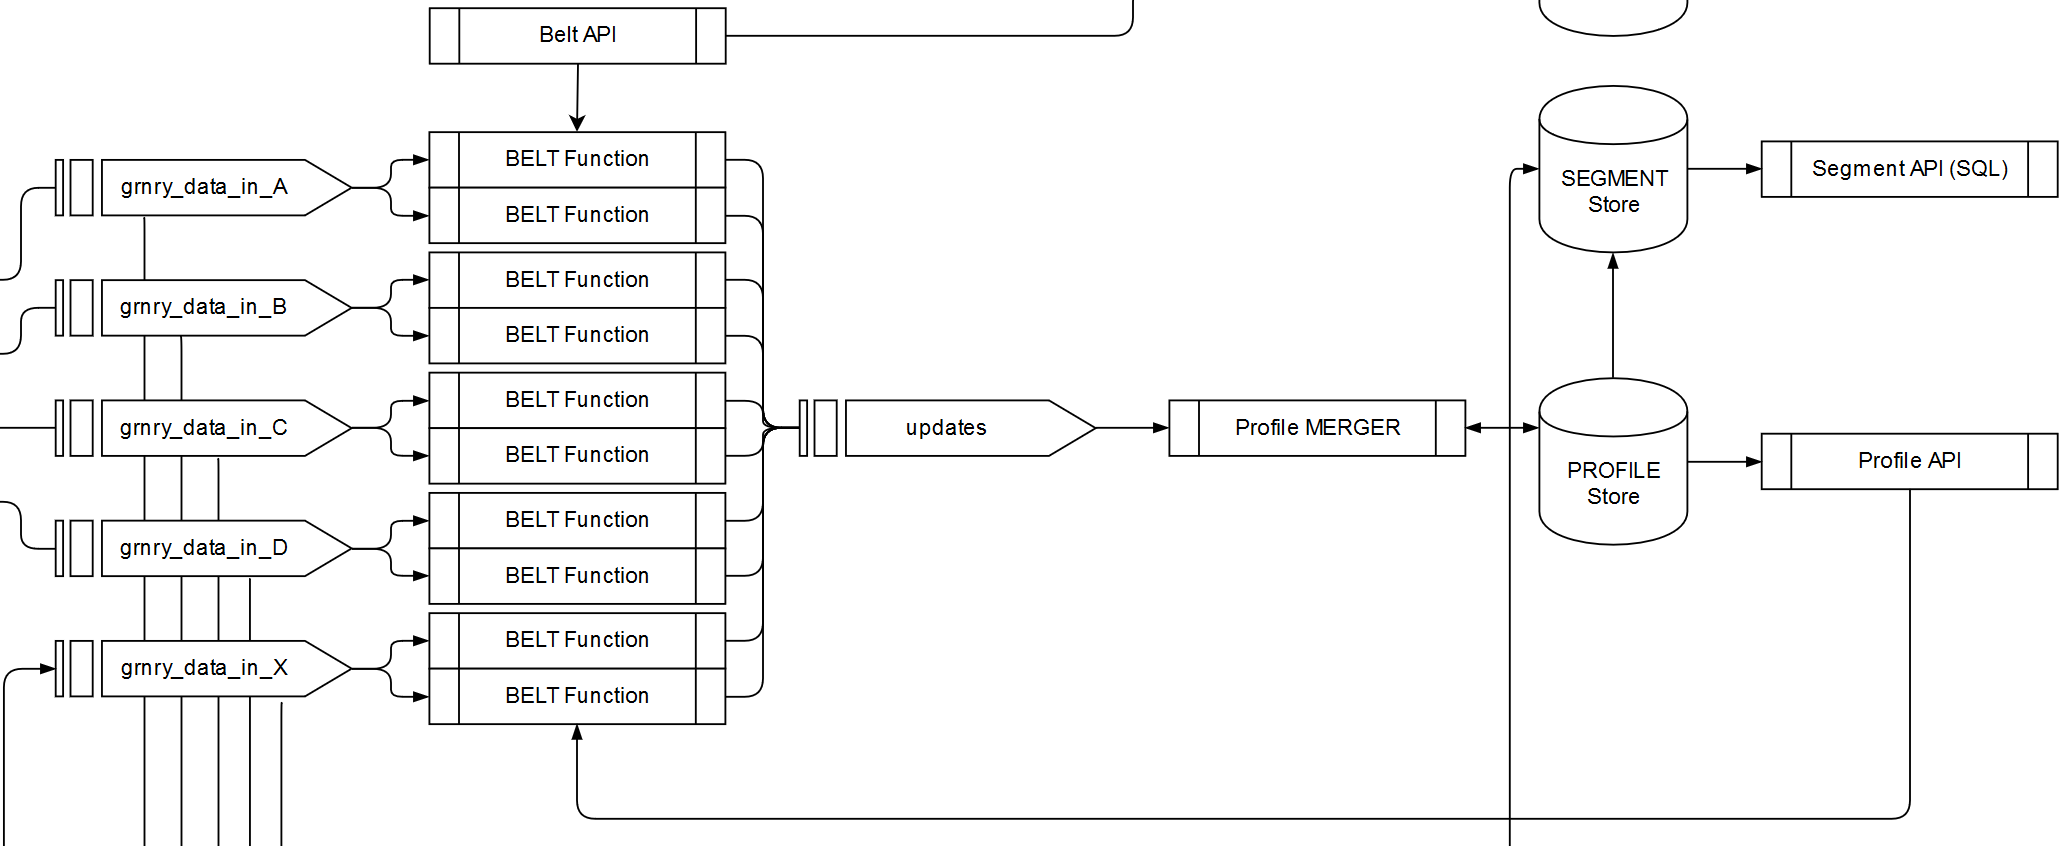 Belt API
grnry_data_in_A
BELT Function
BELT Function
grnry_data_in_B
BELT Function
BELT Function
grnry_data_in_C
BELT Function
BELT Function
grnry_data_in_D
BELT Function
BELT Function
grnry_data_in_X
BELT Function
BELT Function
updates
Profile MERGER
SEGMENT
Store
Segment API (SQL)
PROFILE
Store
Profile API